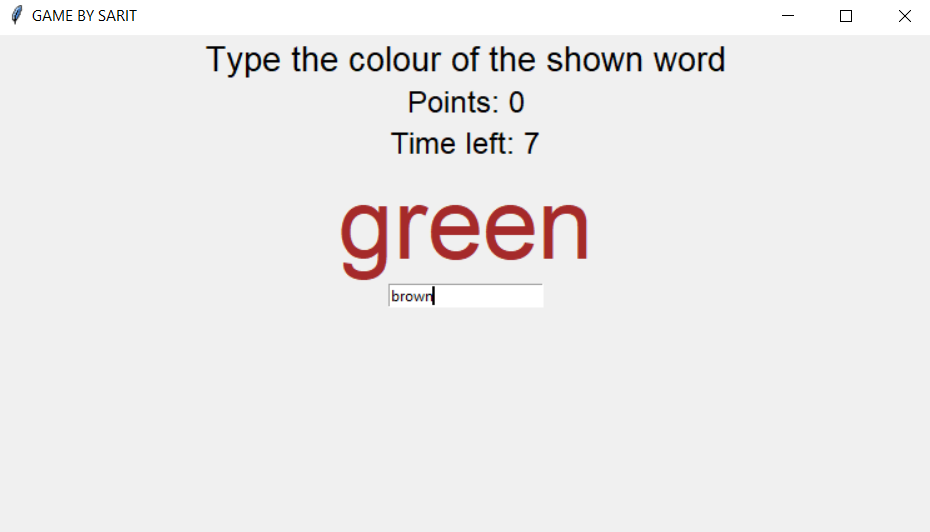 GAME BY SARIT
Type the colour of the shown word
Points: 0
Time left: 7
green
brown